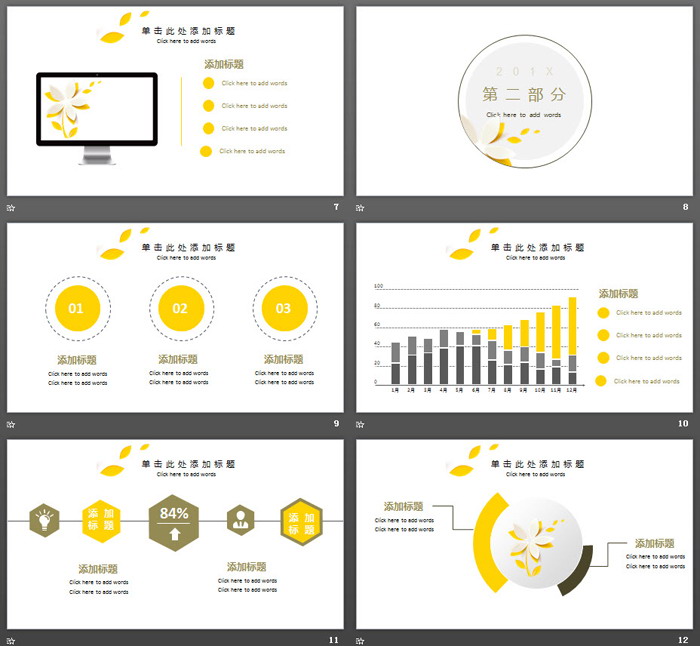 单击此处添加标题
Click here to add words
添加标题
Click here to add words
Click here to add words
Click here to add words
Click here to add words
7
201X
第二部分
Click here to add words
8
单击此处添加标题
Click here to add words
01
02
03
添加标题
添加标题
添加标题
Click here to add words
Click here to add words
Click here to add words
Click here to add words
Click here to add words
Click here to add words
9
单击此处添加标题
Click here to add words
100
80
60
40
20
0
1月 2月 3月 4月 5月 6月 7月 8月 9月 10月 11月 12月
添加标题
Click here to add words
Click here to add words
Click here to add words
Click here to add words
10
单击此处添加标题
Click here to add words
添加
标题
84%
添加
标题
添加标题
Click here to add words
Click here to add words
添加标题
Click here to add words
Click here to add words
11
单击此处添加标题
Click here to add words
添加标题
Click here to add words
Click here to add words
添加标题
Click here to add words
Click here to add words
12